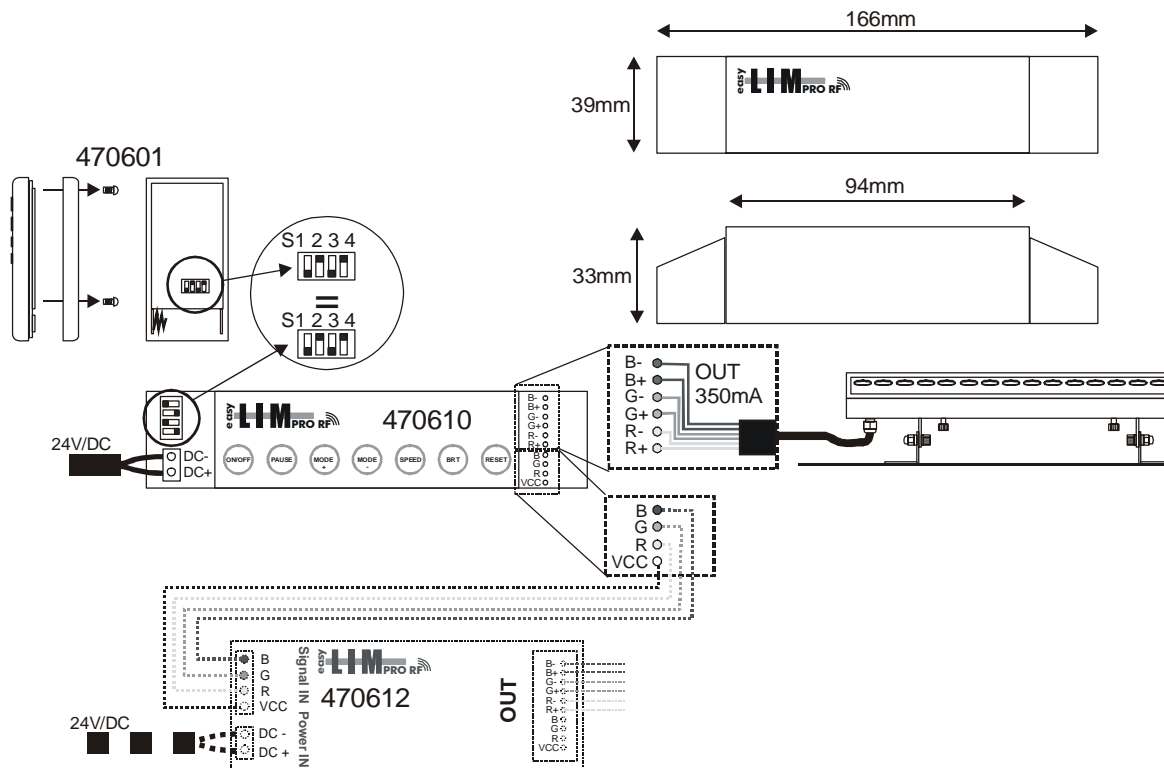 166mm
easy LIM PRO RF
39mm
470601
94mm
S1 2 3 4
33mm
=
S1 2 3 4
B-
B+
G-
G+
R-
R+
OUT
350mA
easy LIM PRO RF
470610
B-
B+
G-
G+
R-
R+
B
G
R
VCC
24V/DC
DC-
DC+
ON/OFF
PAUSE
MODE
+
MODE
-
SPEED
BRT
RESET
B
G
R
VCC
B
G
R
VCC
Signal IN
Power IN
easy LIM PRO RF
470612
OUT
B-
B+
G-
G+
R-
R+
B
G
R
VCC
24V/DC
DC -
DC +